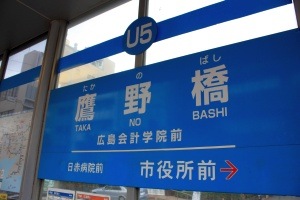 U5
たか の ばし
鷹野橋
TAKA NO BASHI
広島会計学院前
日赤病院前 市役所前→